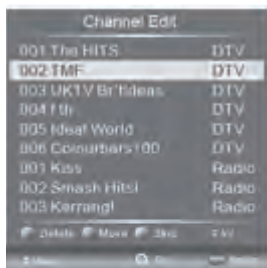 Channel Edit
001 The HITS DTV
002 TMF DTV
003 UKTV Br'tIdeas DTV
004 f tn DTV
005 Ideal World DTV
006 Colourbars100 DTV
001 Kiss Radio
002 Smash Hits! Radio
003 Kerrang! Radio
Delete Move Skip